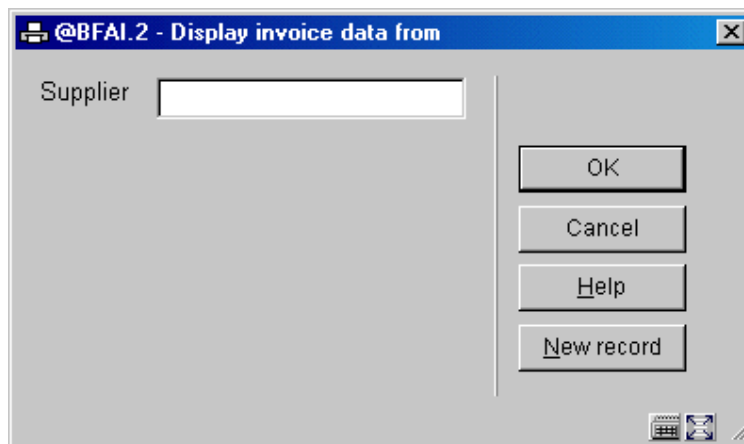 @BFAI.2 - Display invoice data from
Supplier
OK
Cancel
Help
New record